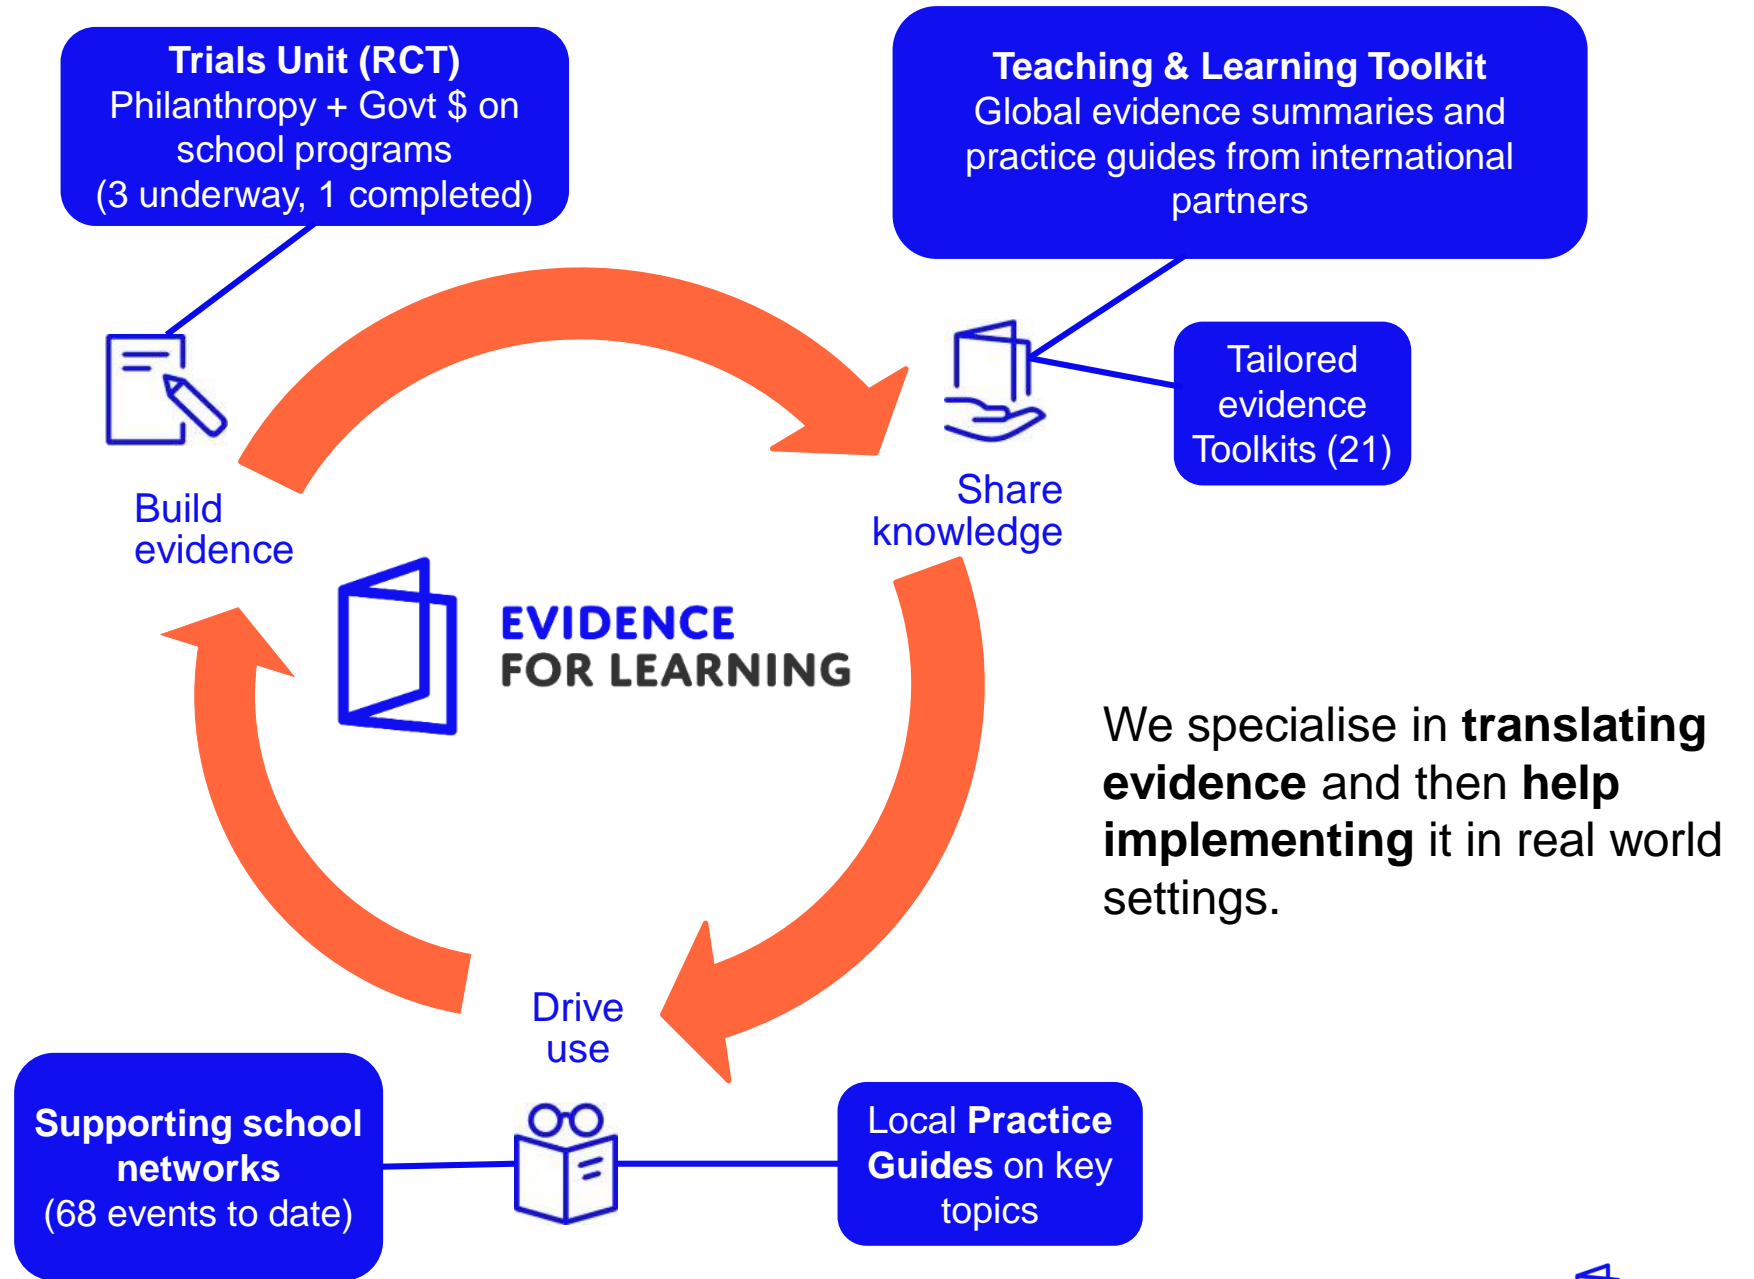 Trials Unit (RCT)
Philanthropy + Govt $ on
school programs
(3 underway, 1 completed)
Teaching & Learning Toolkit
Global evidence summaries and
practice guides from international
partners
Tailored
evidence
Toolkits (21)
Build
evidence
Share
knowledge
EVIDENCE
FOR LEARNING
We specialise in translating
evidence and then help
implementing it in real world
settings.
Drive
use
Supporting school
networks
(68 events to date)
Local Practice
Guides on key
topics